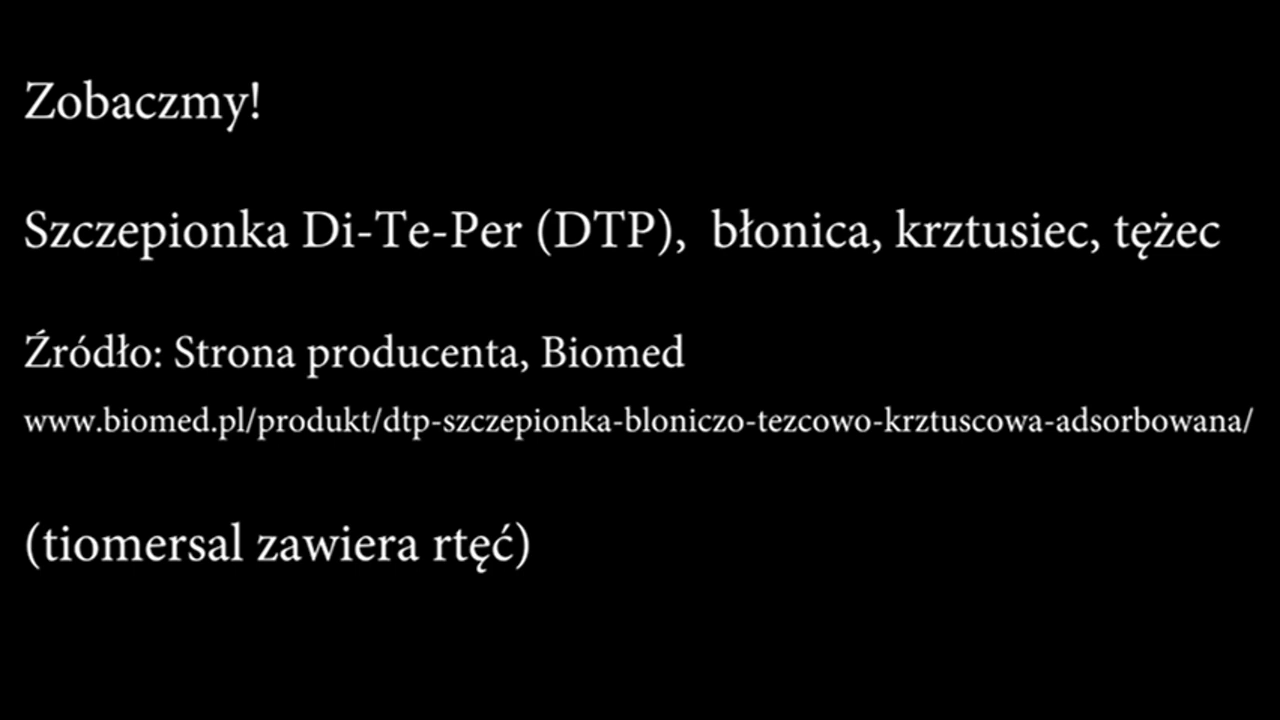 Zobaczmy!
Szczepionka Di-Te-Per (DTP), błonica, krztusiec, tężec
Źródło: Strona producenta, Biomed
www.biomed.pl/produkt/dtp-szczepionka-bloniczo-tezcowo-krztuscowa-adsorbowana/
(tiomersal zawiera rtęć)